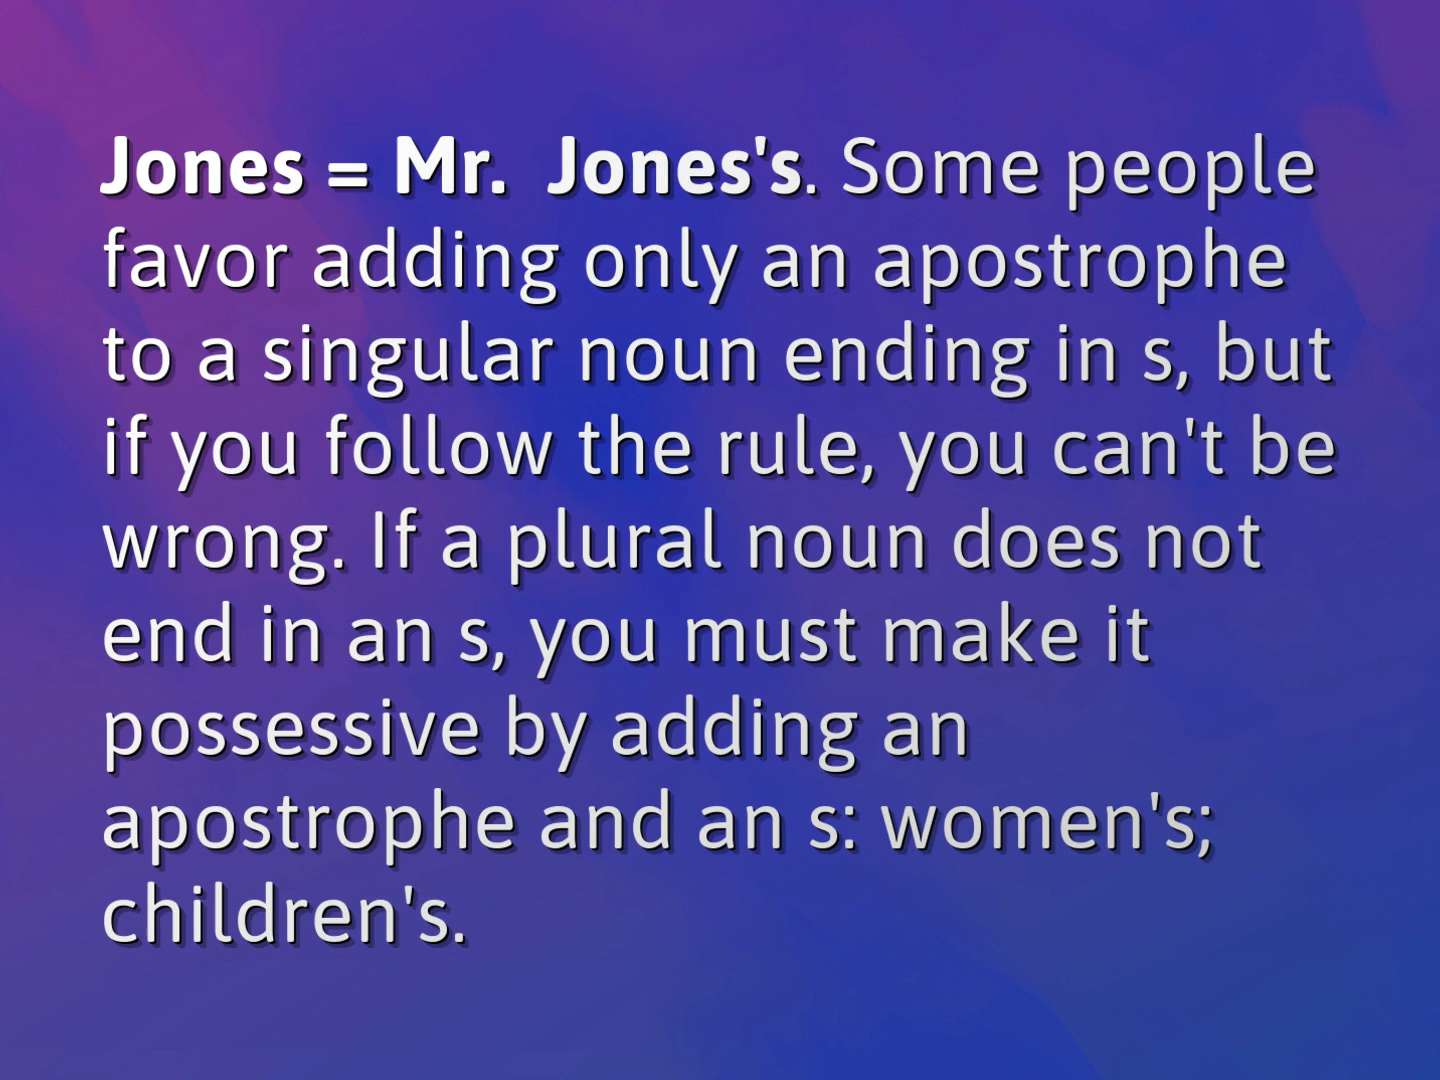 Jones = Mr.  Jones's. Some people
favor adding only an apostrophe
to a singular noun ending in s, but
if you follow the rule, you can't be
wrong. If a plural noun does not
end in an s, you must make it
possessive by adding an
apostrophe and an s: women's;
children's.